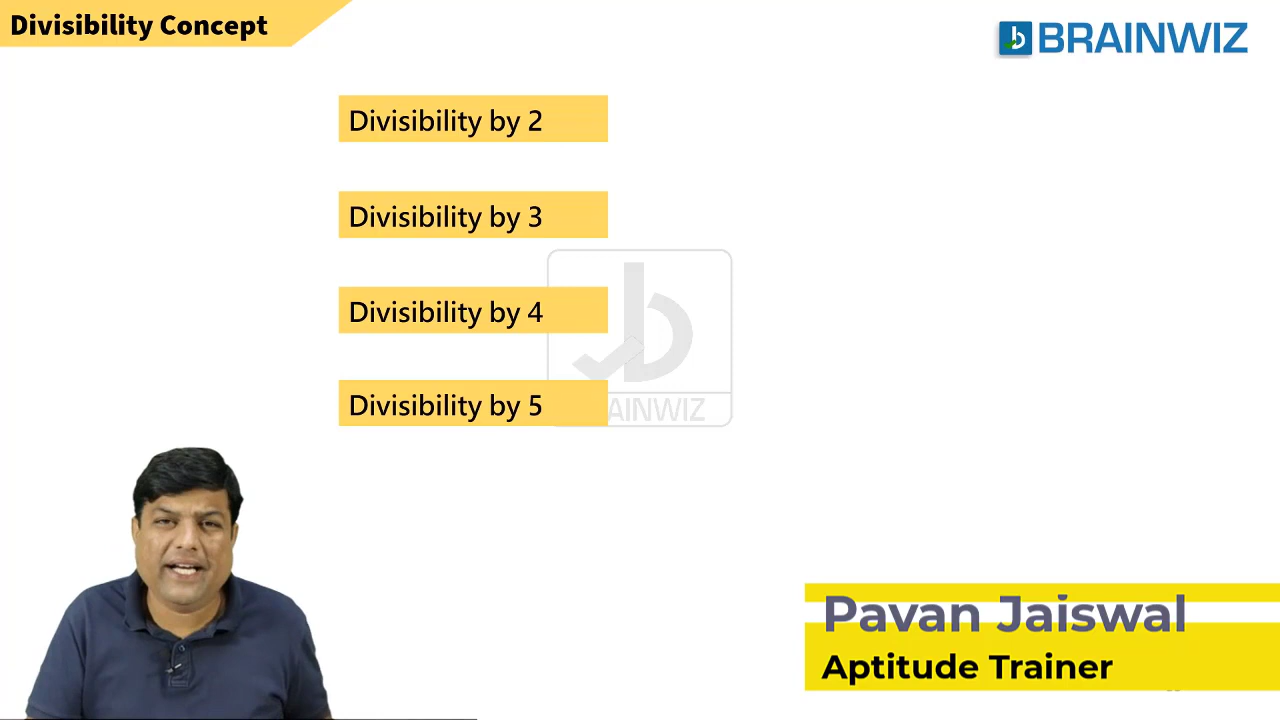 Divisibility Concept
BRAINWIZ
Divisibility by 2
Divisibility by 3
Divisibility by 4
Divisibility by 5
AINWIZ
Pavan Jaiswal
Aptitude Trainer